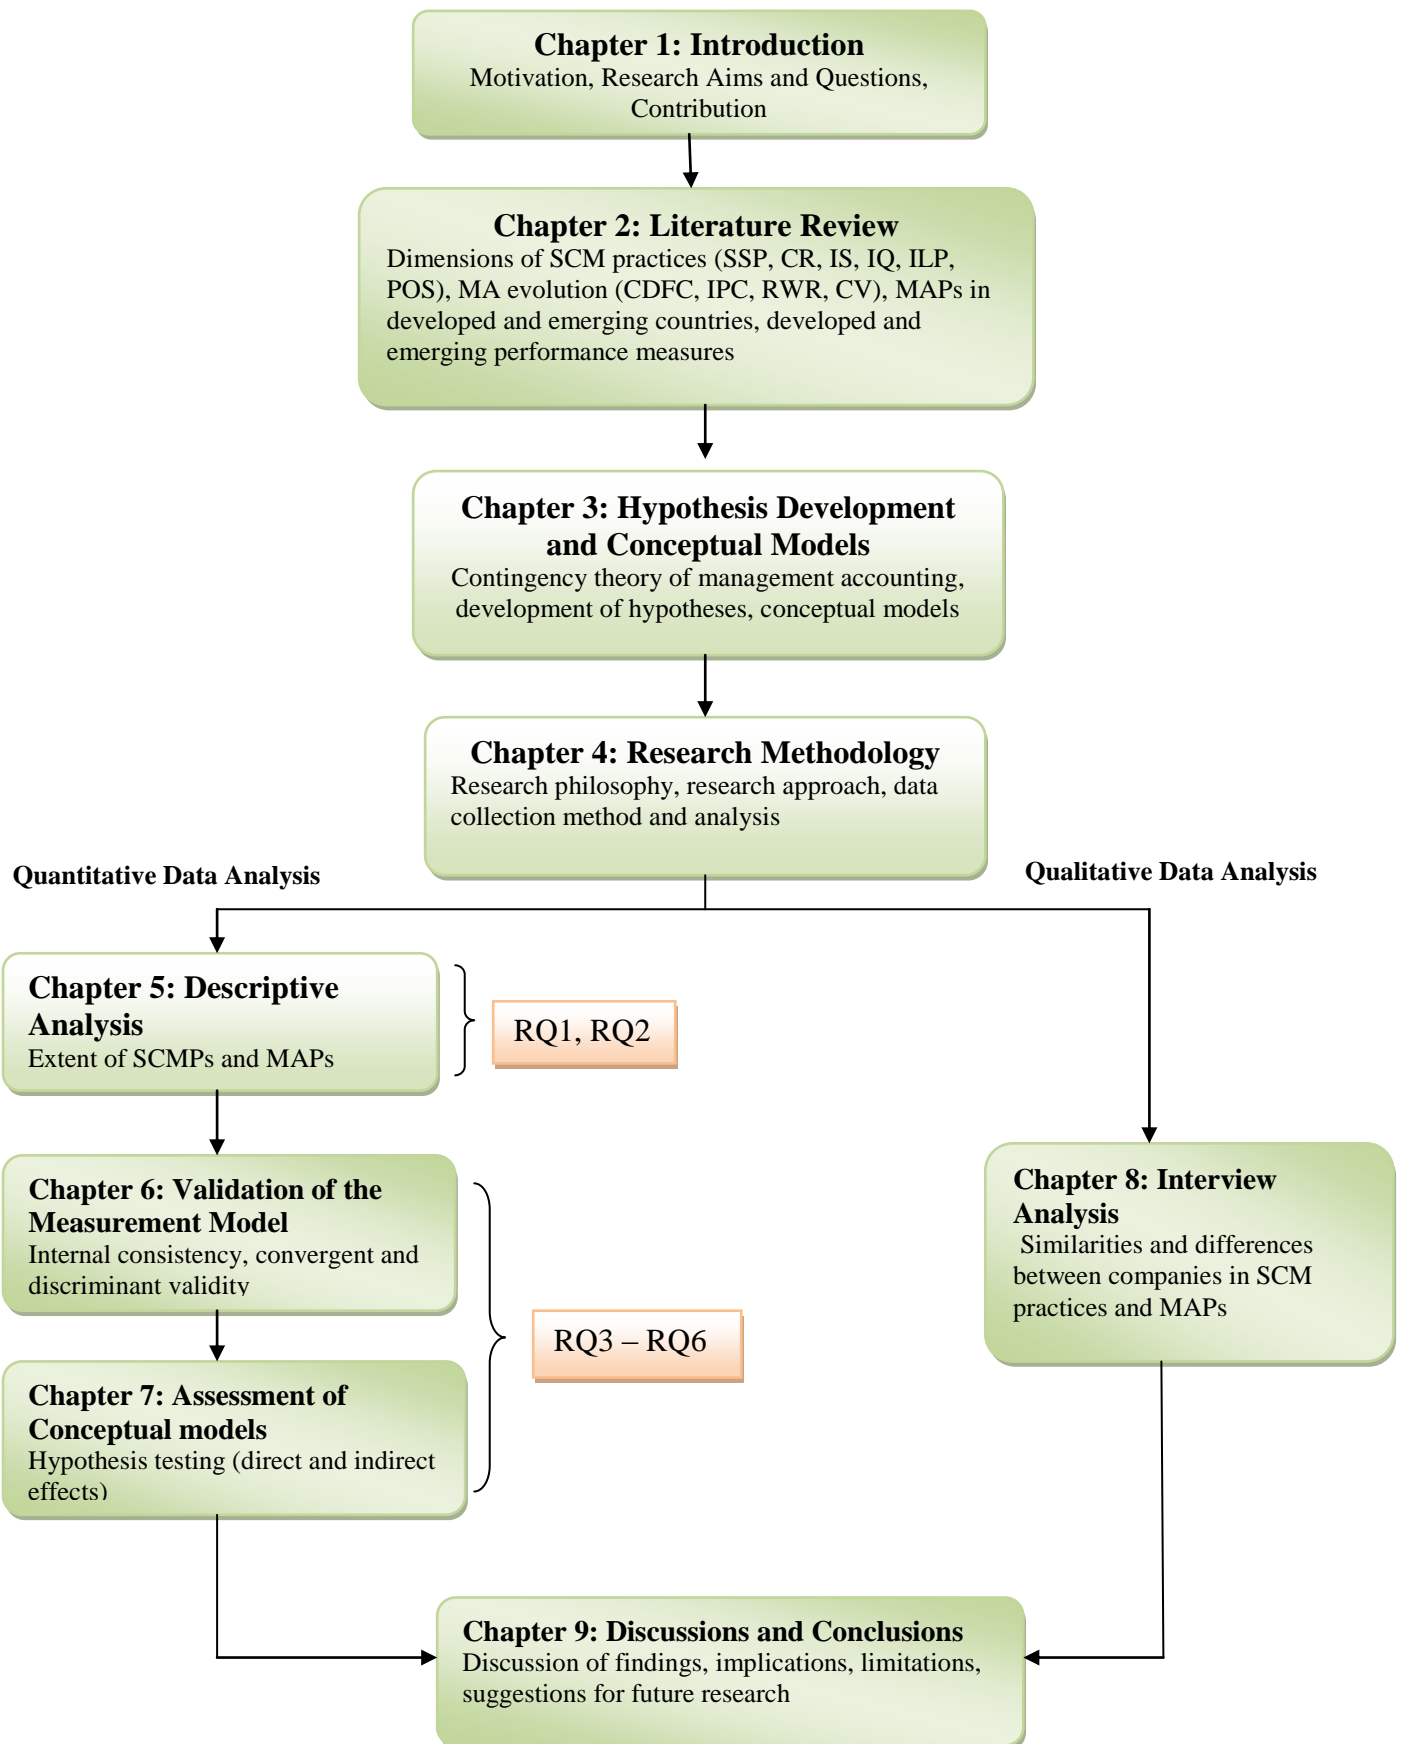 Chapter 1: Introduction
Motivation, Research Aims and Questions,
Contribution
Chapter 2: Literature Review
Dimensions of SCM practices (SSP, CR, IS, IQ, ILP,
POS), MA evolution (CDFC, IPC, RWR, CV), MAPs in
developed and emerging countries, developed and
emerging performance measures
Chapter 3: Hypothesis Development
and Conceptual Models
Contingency theory of management accounting,
development of hypotheses, conceptual models
Chapter 4: Research Methodology
Research philosophy, research approach, data
collection method and analysis
Quantitative Data Analysis
Qualitative Data Analysis
Chapter 5: Descriptive
Analysis
Extent of SCMPs and MAPs
RQ1, RQ2
Chapter 6: Validation of the
Measurement Model
Internal consistency, convergent and
discriminant validity
RQ3 – RQ6
Chapter 7: Assessment of
Conceptual models
Hypothesis testing (direct and indirect
effects)
Chapter 8: Interview
Analysis
Similarities and differences
between companies in SCM
practices and MAPs
Chapter 9: Discussions and Conclusions
Discussion of findings, implications, limitations,
suggestions for future research